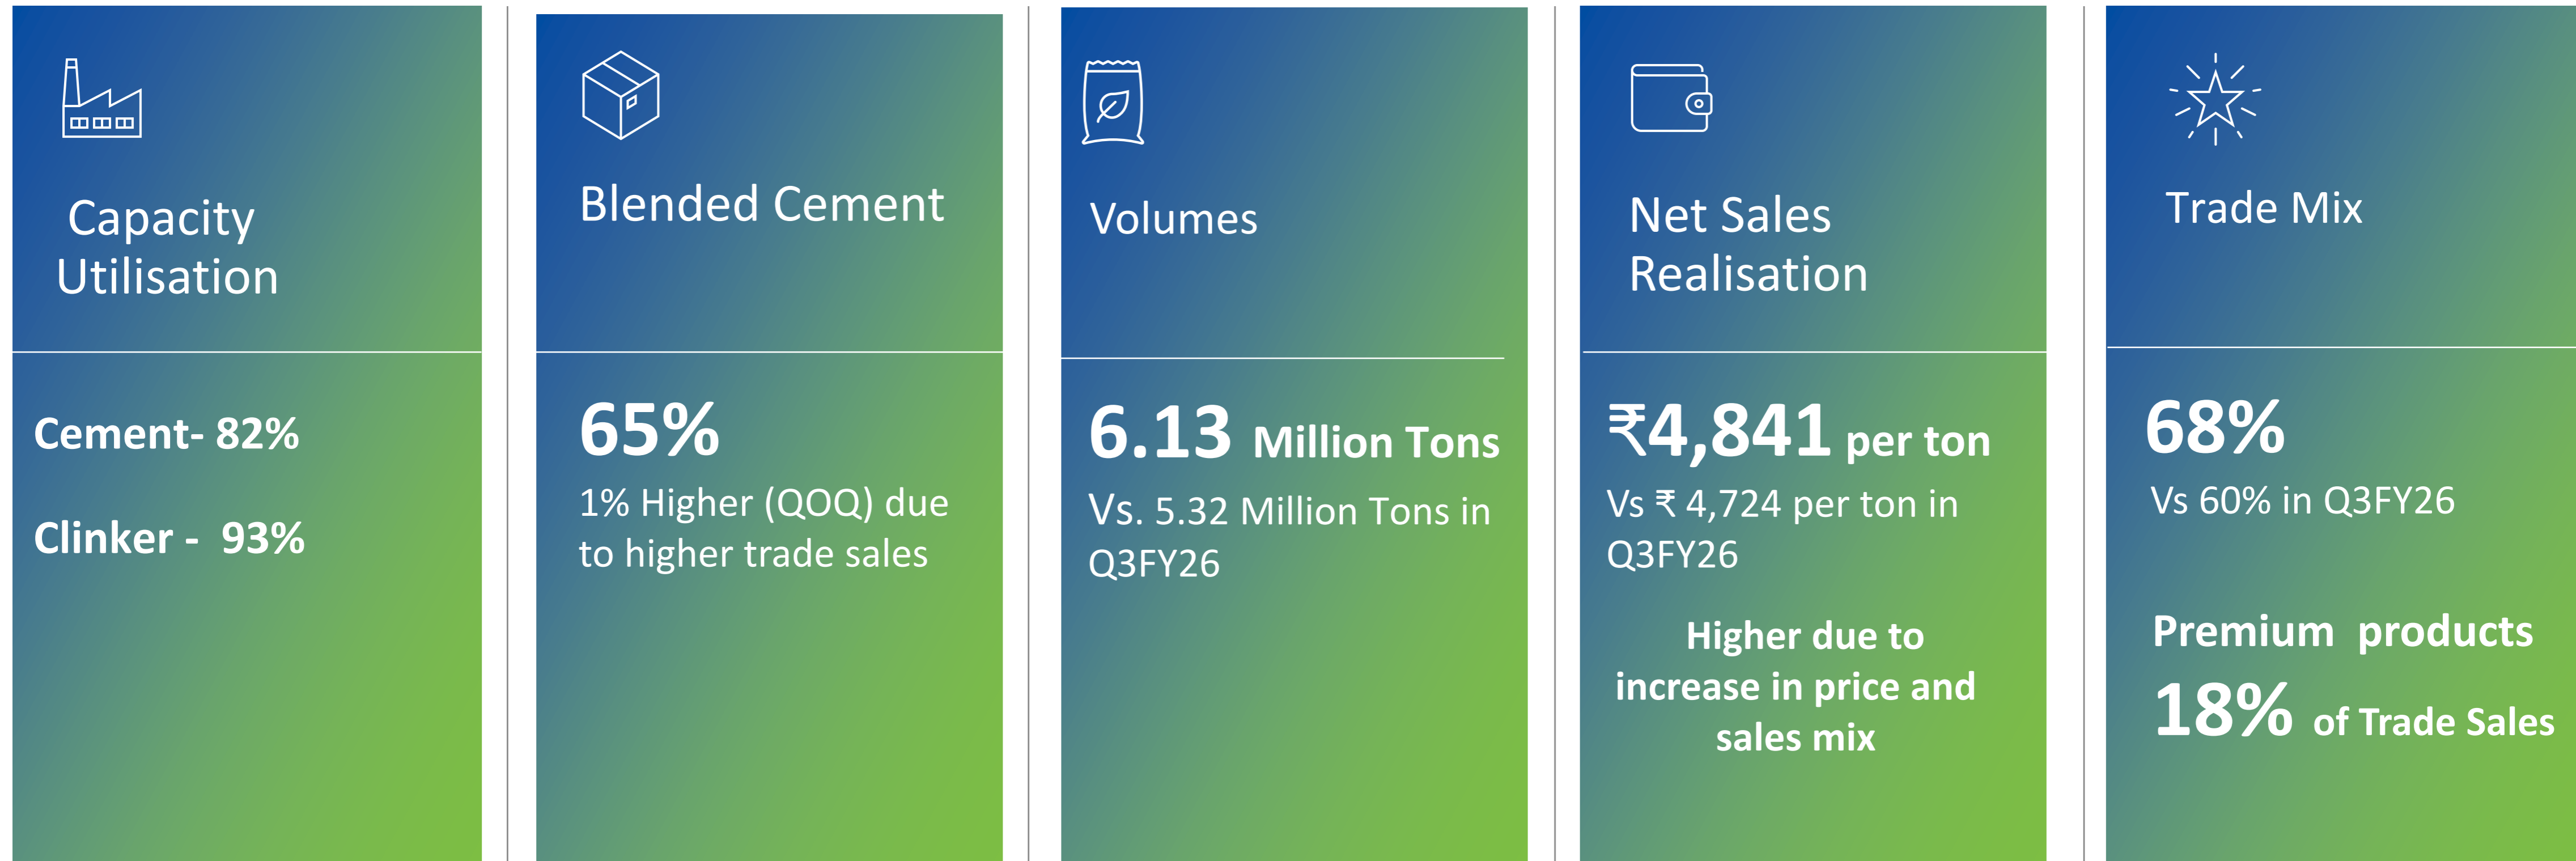 Capacity
Utilisation
Cement- 82%
Clinker - 93%
Blended Cement
65%
1% Higher (QOQ) due
to higher trade sales
Volumes
6.13 Million Tons
Vs. 5.32 Million Tons in
Q3FY26
Net Sales
Realisation
₹4,841 per ton
Vs ₹ 4,724 per ton in
Q3FY26
Higher due to
increase in price and
sales mix
Trade Mix
68%
Vs 60% in Q3FY26
Premium products
18% of Trade Sales